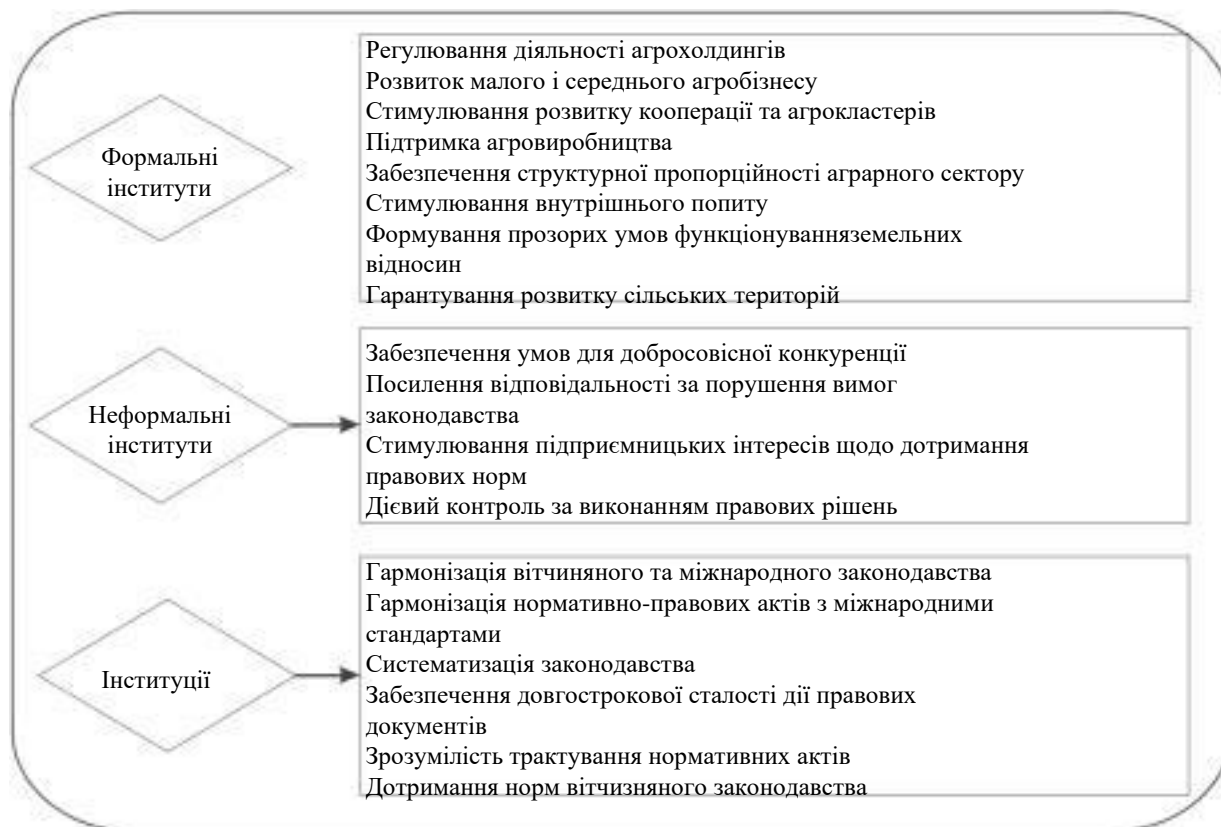 Формальні
інститути
Регулювання діяльності агрохолдингів
Розвиток малого і середнього агробізнесу
Стимулювання розвитку кооперації та агрокластерів
Підтримка агровиробництва
Забезпечення структурної пропорційності аграрного сектору
Стимулювання внутрішнього попиту
Формування прозорих умов функціонуванняземельних
відносин
Гарантування розвитку сільських територій
Неформальні
інститути
Забезпечення умов для добросовісної конкуренції
Посилення відповідальності за порушення вимог
законодавства
Стимулювання підприємницьких інтересів щодо дотримання
правових норм
Дієвий контроль за виконанням правових рішень
Інституції
Гармонізація вітчиняного та міжнародного законодавства
Гармонізація нормативно-правових актів з міжнародними
стандартами
Систематизація законодавства
Забезпечення довгострокової сталості дії правових
документів
Зрозумілість трактування нормативних актів
Дотримання норм вітчизняного законодавства